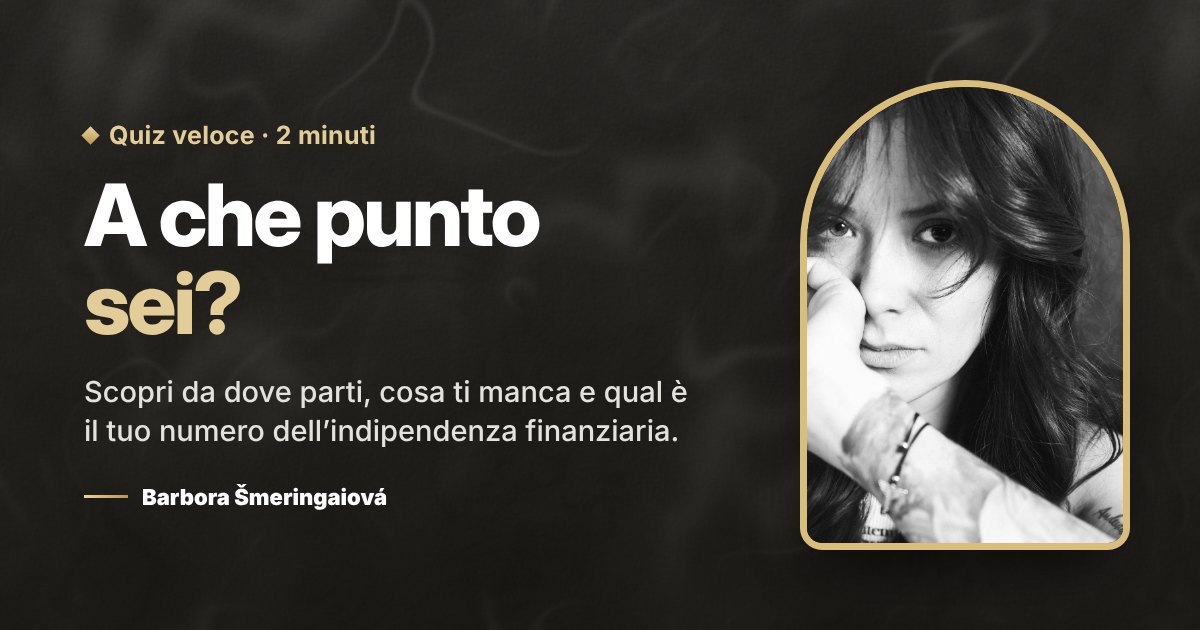 Quiz veloce · 2 minuti
A che punto
sei?
Scopri da dove parti, cosa ti manca e qual è
il tuo numero dell’indipendenza finanziaria.
Barbora Šmeringaiová